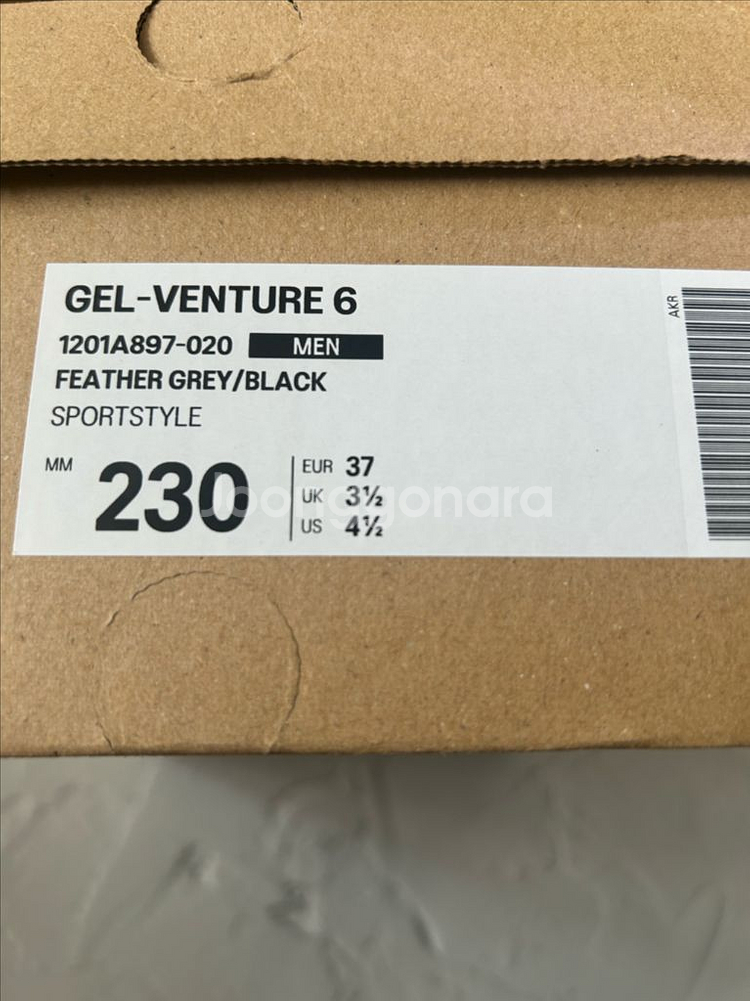 GEL-VENTURE 6
1201A897-020 MEN
FEATHER GREY/BLACK
SPORTSTYLE
MM 230
EUR 37
UK 3½
US 4½
AKR
Joonggonara